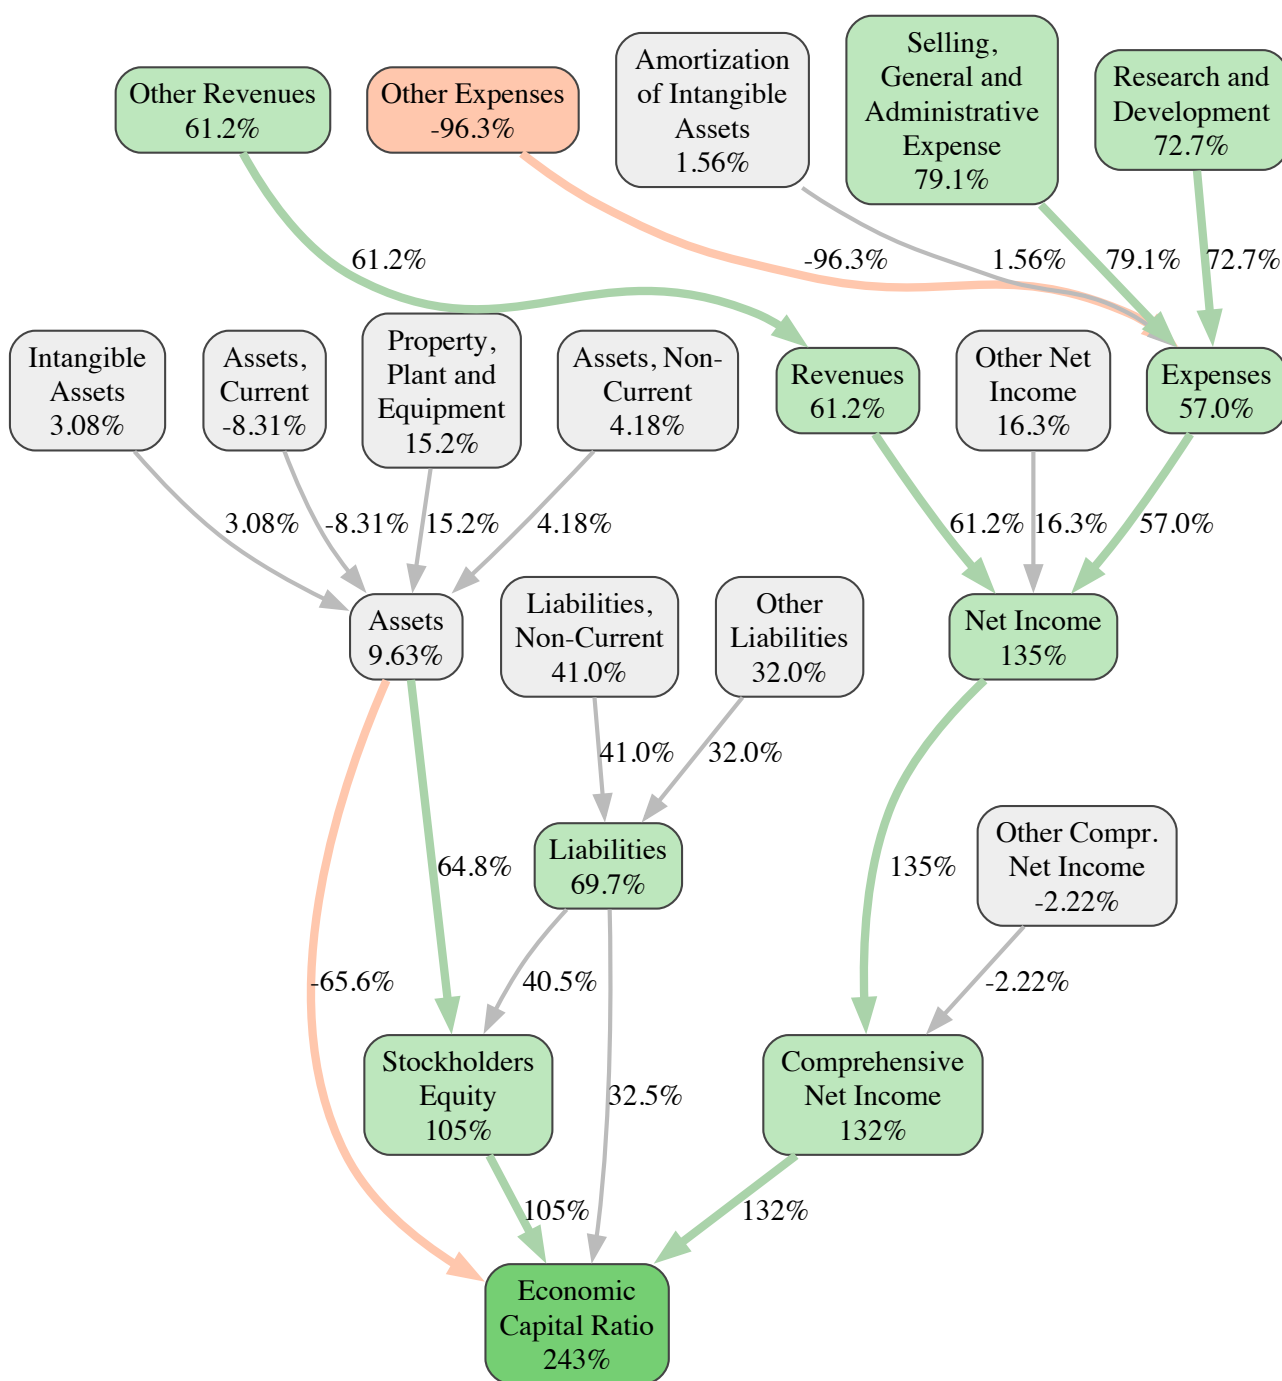 Other Revenues
61.2%
Other Expenses
-96.3%
Amortization
of Intangible
Assets
1.56%
Selling,
General and
Administrative
Expense
79.1%
Research and
Development
72.7%
61.2%
-96.3%
1.56%
79.1%
72.7%
Intangible
Assets
3.08%
Assets,
Current
-8.31%
Property,
Plant and
Equipment
15.2%
Assets, Non-
Current
4.18%
Revenues
61.2%
Other Net
Income
16.3%
Expenses
57.0%
3.08%
-8.31%
15.2%
4.18%
61.2%
16.3%
57.0%
Assets
9.63%
Liabilities,
Non-Current
41.0%
Other
Liabilities
32.0%
Net Income
135%
41.0%
32.0%
Liabilities
69.7%
Other Compr.
Net Income
-2.22%
64.8%
135%
-65.6%
40.5%
-2.22%
Stockholders
Equity
105%
32.5%
Comprehensive
Net Income
132%
105%
132%
Economic
Capital Ratio
243%